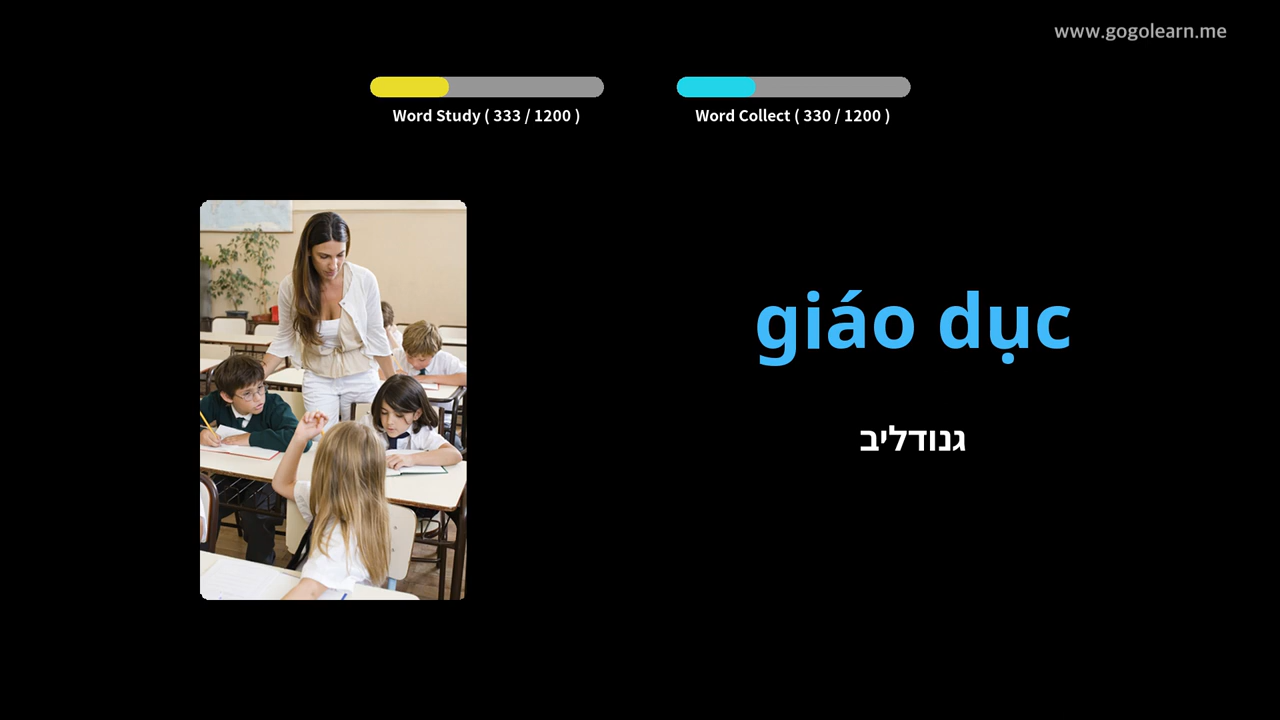 www.gogolearn.me
Word Study ( 333 / 1200 )
Word Collect ( 330 / 1200 )
giáo dục
גנודליב